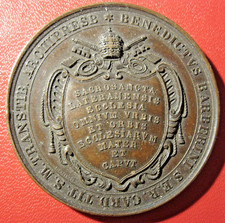 BENEDICTVS BARBERINI S.R.E. CARD. TIT. S.M. TRANSTIB. ARCHIPRESB ✶
SACROSANCTA
LATERANENSIS
ECCLESIA
OMNIVM VRBIS
ET ORBIS
ECCLESIARVM
MATER
ET
CAPVT